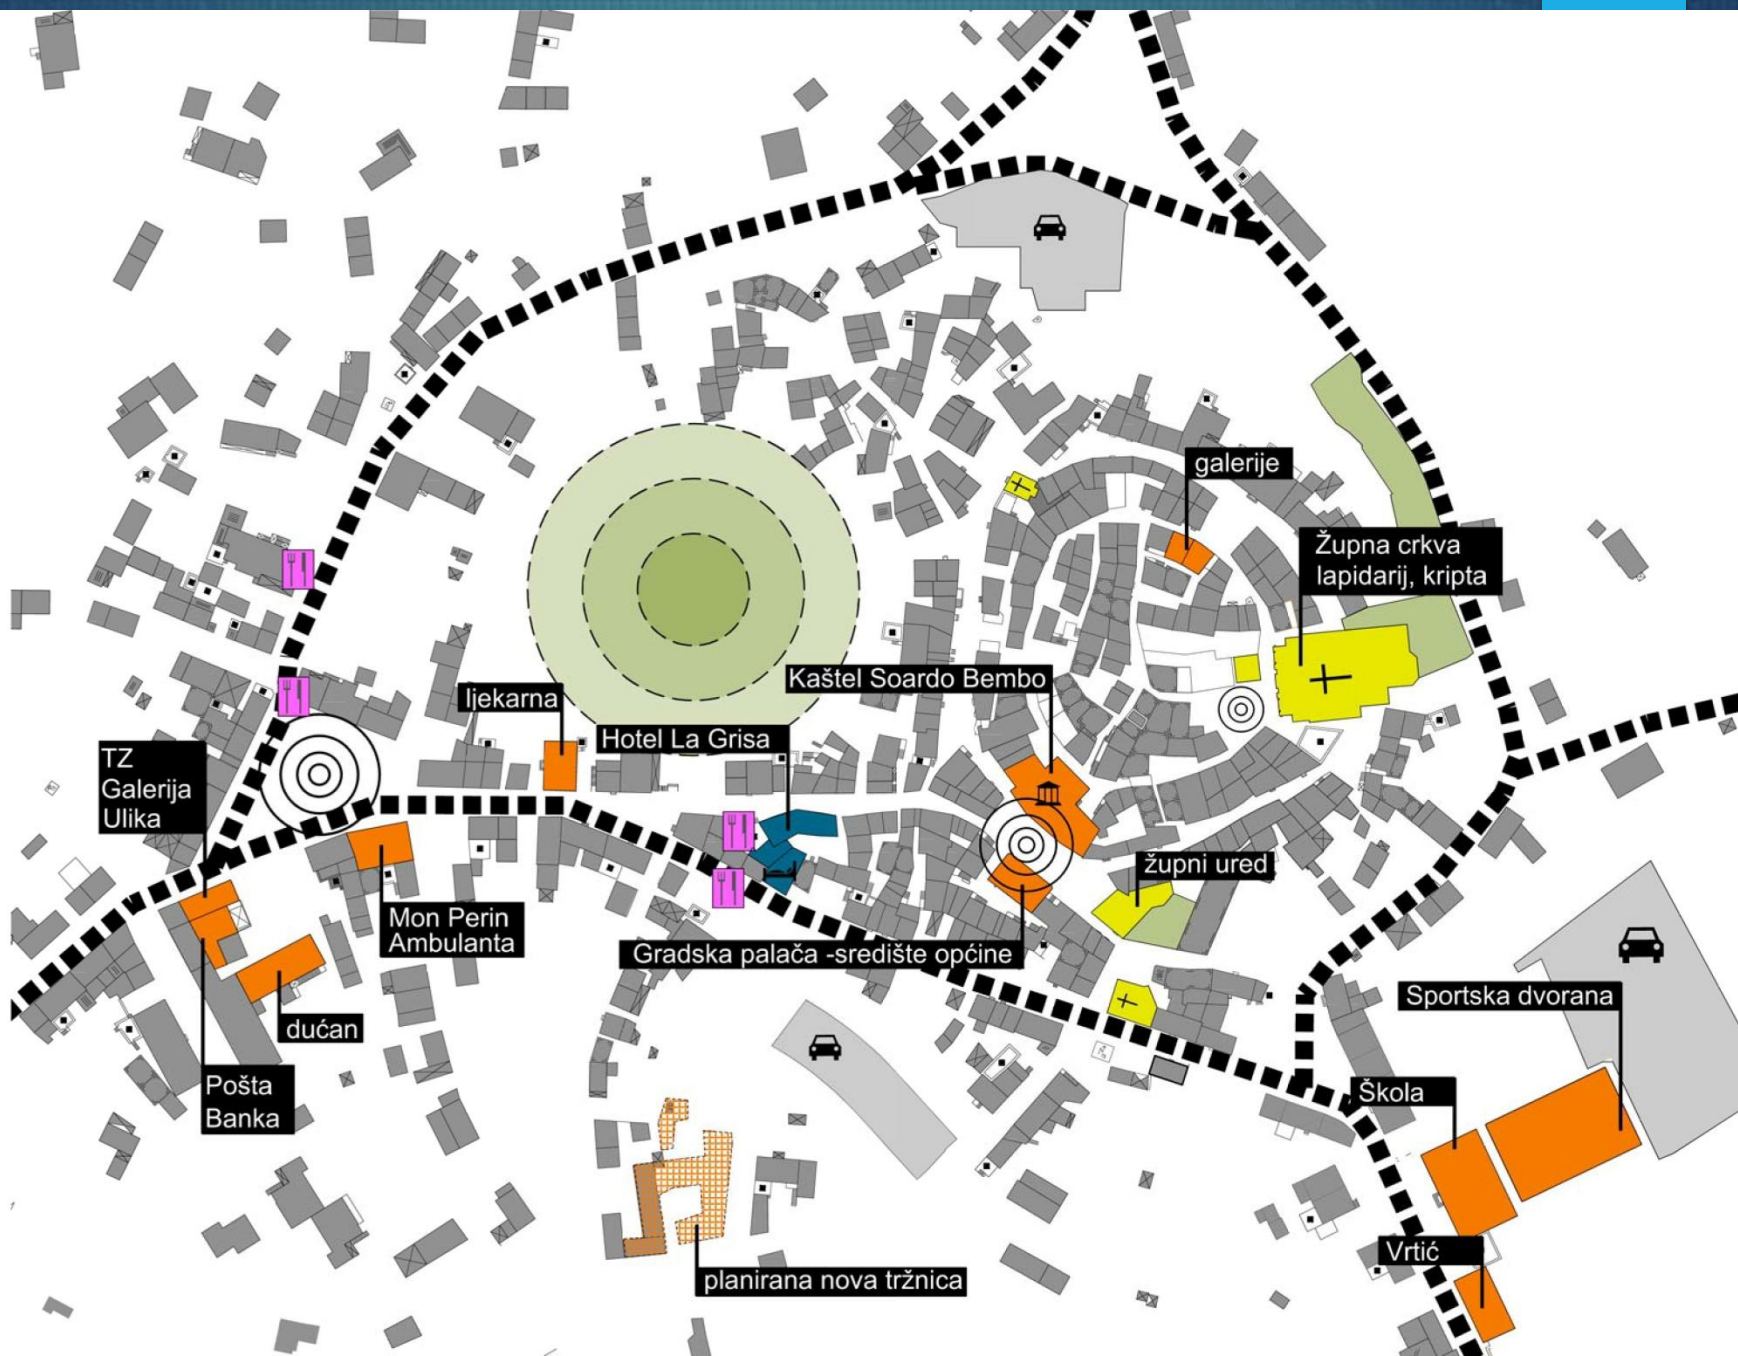 galerije
Župna crkva
lapidarij, kripta
Kaštel Soardo Bembo
ljekarna
Hotel La Grisa
TZ
Galerija
Ulika
župni ured
Mon Perin
Ambulanta
Gradska palača -središte općine
Sportska dvorana
dućan
Pošta
Banka
Škola
Vrtić
planirana nova tržnica